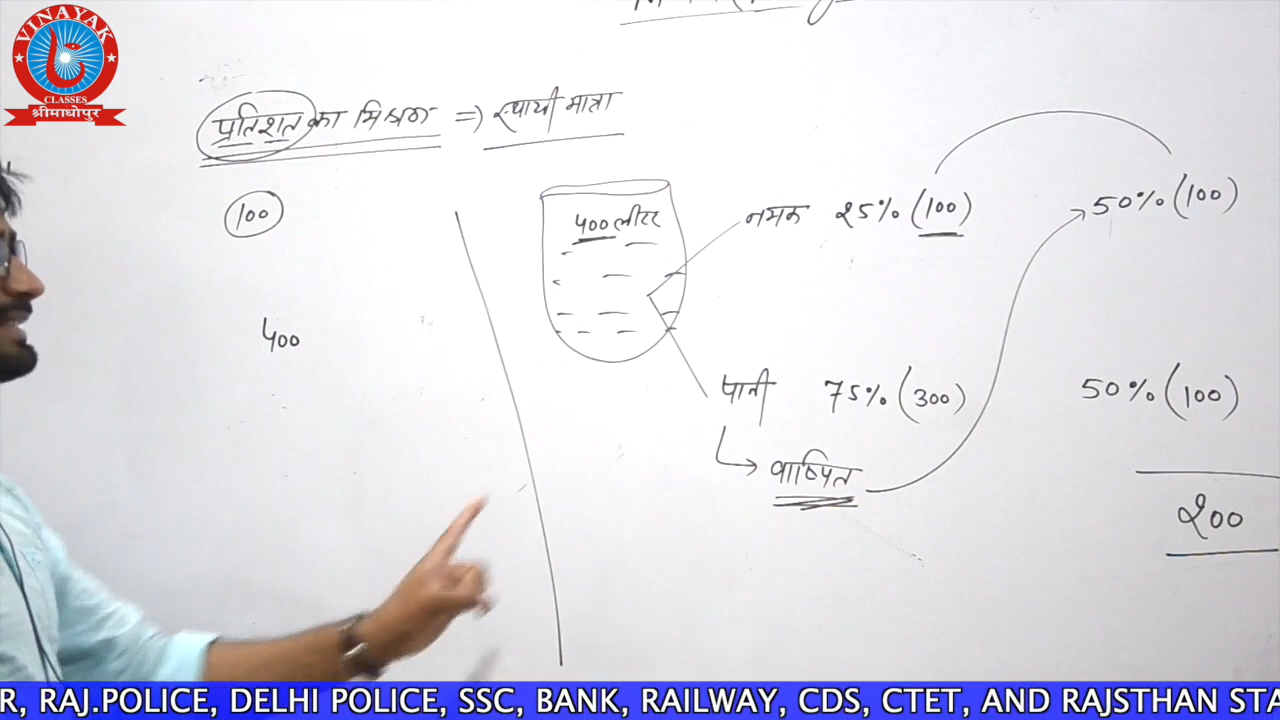 VINAYAK
CLASSES
श्रीमाधोपुर
प्रतिशत का मिश्रण => स्थायी मात्रा
100
400
400 लीटर
नमक 25% (100)
50% (100)
पानी 75% (300)
50% (100)
वाष्पित
200
R, RAJ.POLICE, DELHI POLICE, SSC, BANK, RAILWAY, CDS, CTET, AND RAJSTHAN STA